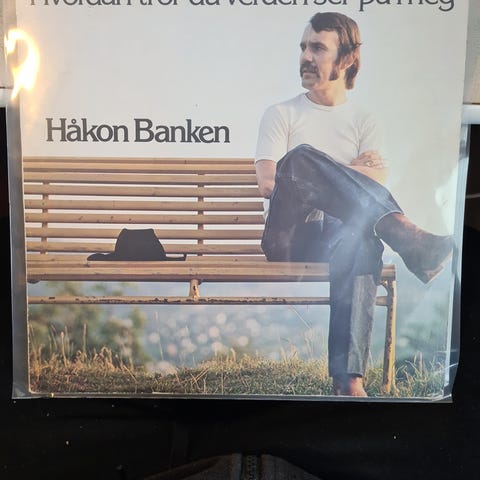 Hvordan tror du verden ser på meg
Håkon Banken